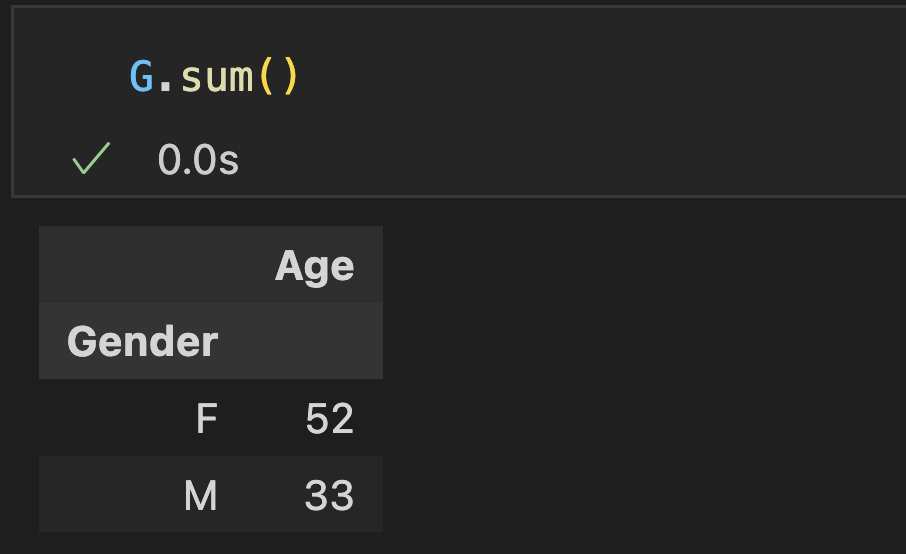 G.sum()
0.0s
Age
Gender
F 52
M 33